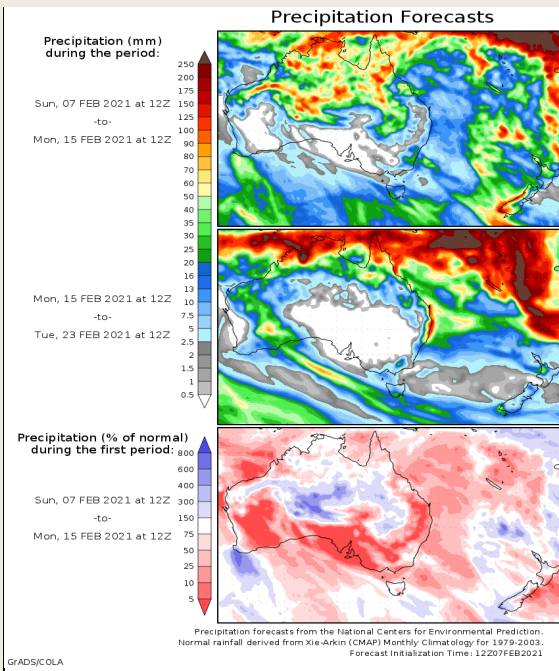 Precipitation Forecasts
Precipitation (mm)
during the period:
Sun, 07 FEB 2021 at 12Z
-to-
Mon, 15 FEB 2021 at 12Z
250
200
175
150
125
100
90
80
70
60
50
40
35
30
25
20
16
13
10
7.5
5
2.5
2
1.5
1
0.5
Mon, 15 FEB 2021 at 12Z
-to-
Tue, 23 FEB 2021 at 12Z
Precipitation (% of normal)
during the first period:
Sun, 07 FEB 2021 at 12Z
-to-
Mon, 15 FEB 2021 at 12Z
800
600
400
300
150
75
50
25
10
5
Precipitation forecasts from the National Centers for Environmental Prediction.
Normal rainfall derived from Xie-Arkin (CMAP) Monthly Climatology for 1979-2003.
Forecast Initialization Time: 12Z07FEB2021
GrADS/COLA